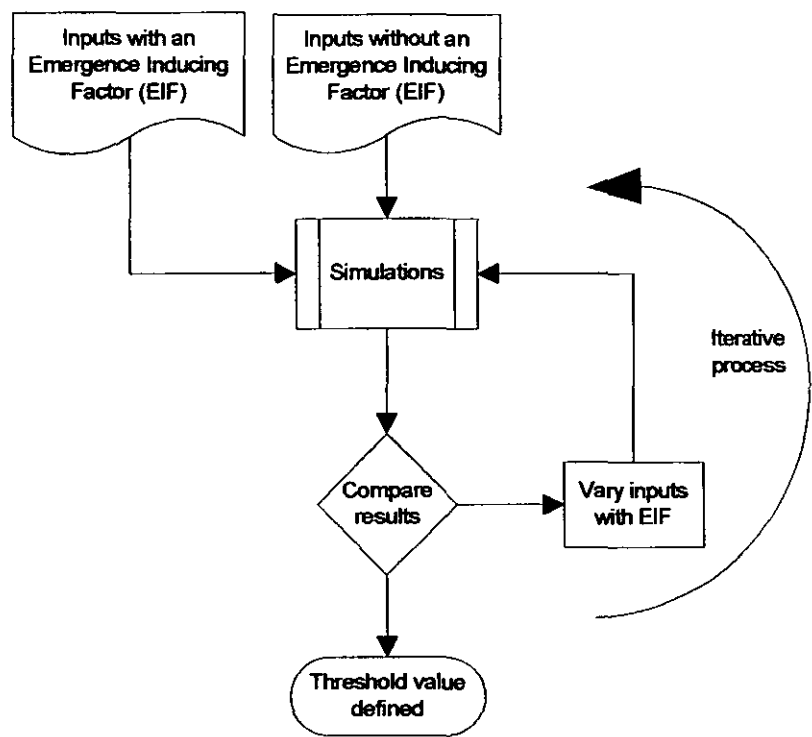 Inputs with an
Emergence Inducing
Factor (EIF)
Inputs without an
Emergence Inducing
Factor (EIF)
Simulations
Iterative
process
Compare
results
Vary inputs
with EIF
Threshold value
defined